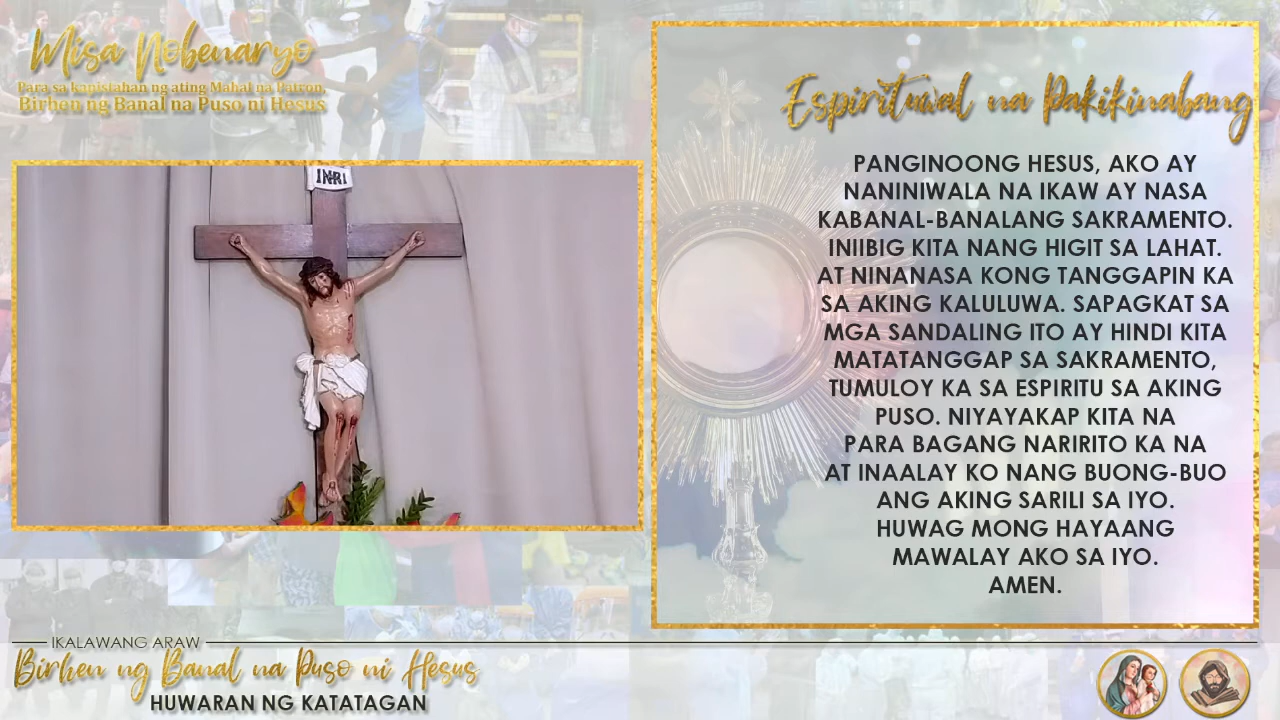 Misa Nobenaryo
Para sa kapistahan ng ating Mahal na Patron,
Birhen ng Banal na Puso ni Hesus
INRI
Espirituwal na Pakikinabang
PANGINOONG HESUS, AKO AY
NANINIWALA NA IKAW AY NASA
KABANAL-BANALANG SAKRAMENTO.
INIIBIG KITA NANG HIGIT SA LAHAT.
AT NINANASA KONG TANGGAPIN KA
SA AKING KALULUWA. SAPAGKAT SA
MGA SANDALING ITO AY HINDI KITA
MATATANGGAP SA SAKRAMENTO,
TUMULOY KA SA ESPIRITU SA AKING
PUSO. NIYAYAKAP KITA NA
PARA BAGANG NARIRITO KA NA
AT INAALAY KO NANG BUONG-BUO
ANG AKING SARILI SA IYO.
HUWAG MONG HAYAANG
MAWALAY AKO SA IYO.
AMEN.
IKALAWANG ARAW
Birhen ng Banal na Puso ni Hesus
HUWARAN NG KATATAGAN